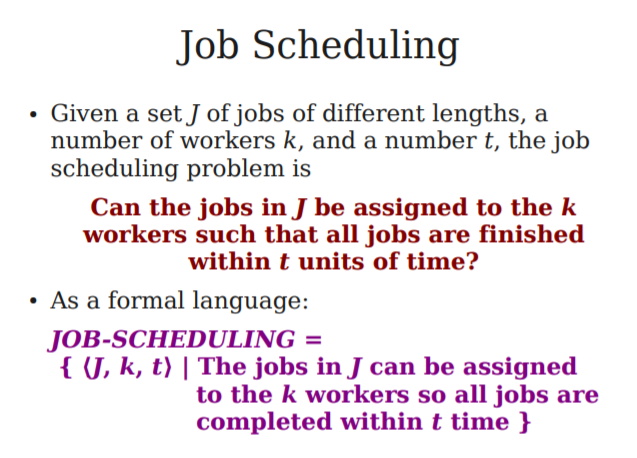 Job Scheduling
• Given a set J of jobs of different lengths, a
number of workers k, and a number t, the job
scheduling problem is
Can the jobs in J be assigned to the k
workers such that all jobs are finished
within t units of time?
• As a formal language:
JOB-SCHEDULING =
{ ⟨J, k, t⟩ | The jobs in J can be assigned
to the k workers so all jobs are
completed within t time }